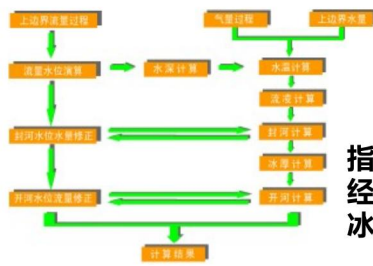 上边界流量过程
气温过程
上边界水温
流量水位演算
水深计算
水温计算
流凌计算
封河水位水量修正
封河计算
冰厚计算
开河水位流量修正
开河计算
计算结果
指
经
冰